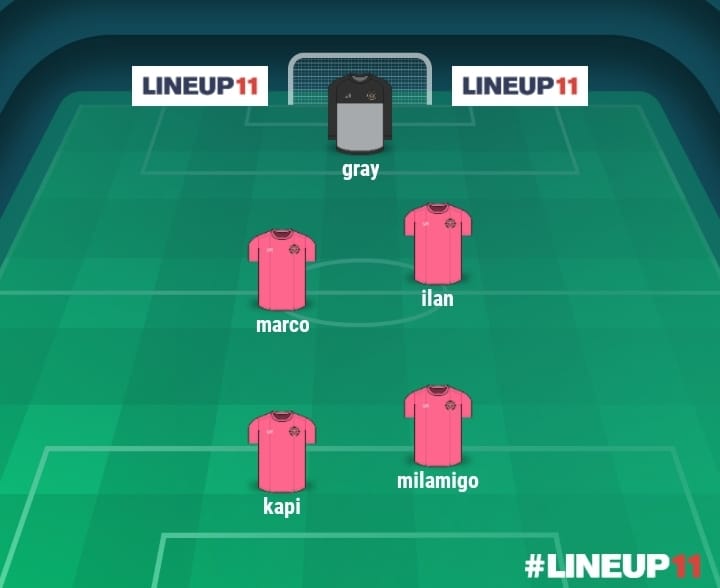 LINEUP11
LINEUP11
gray
ilan
marco
milamigo
kapi
#LINEUP11